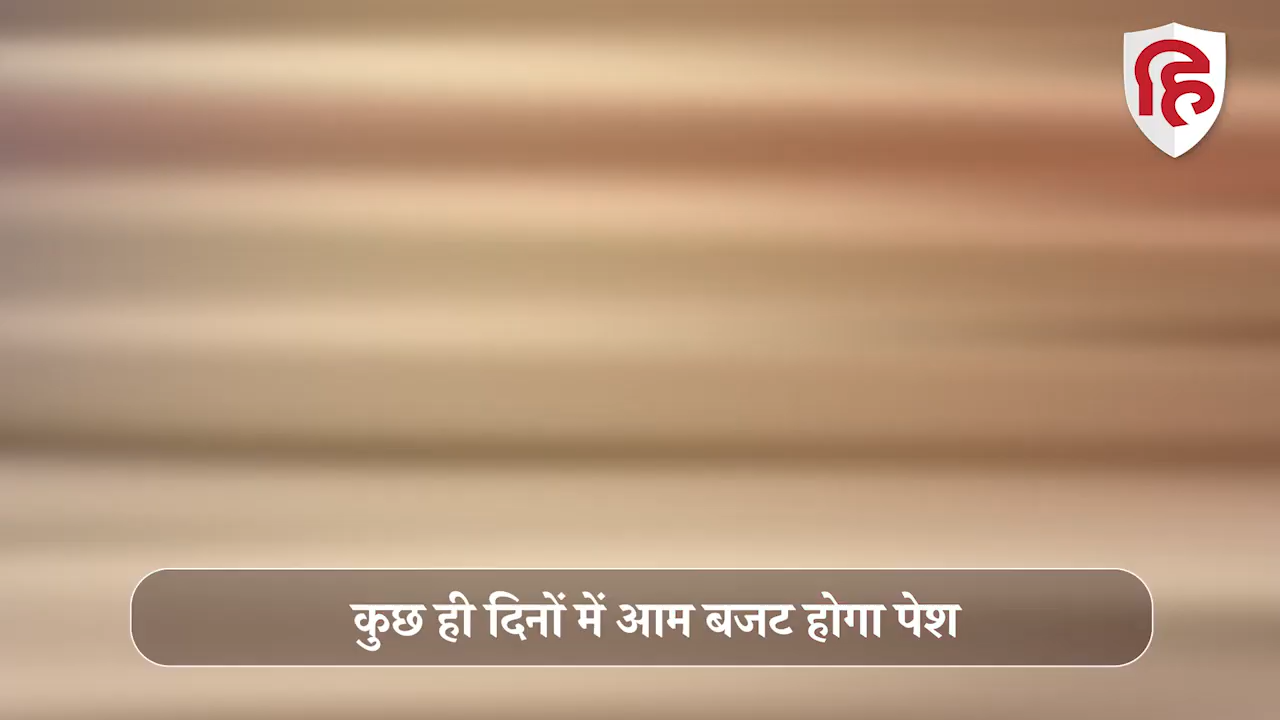 हि
कुछ ही दिनों में आम बजट होगा पेश